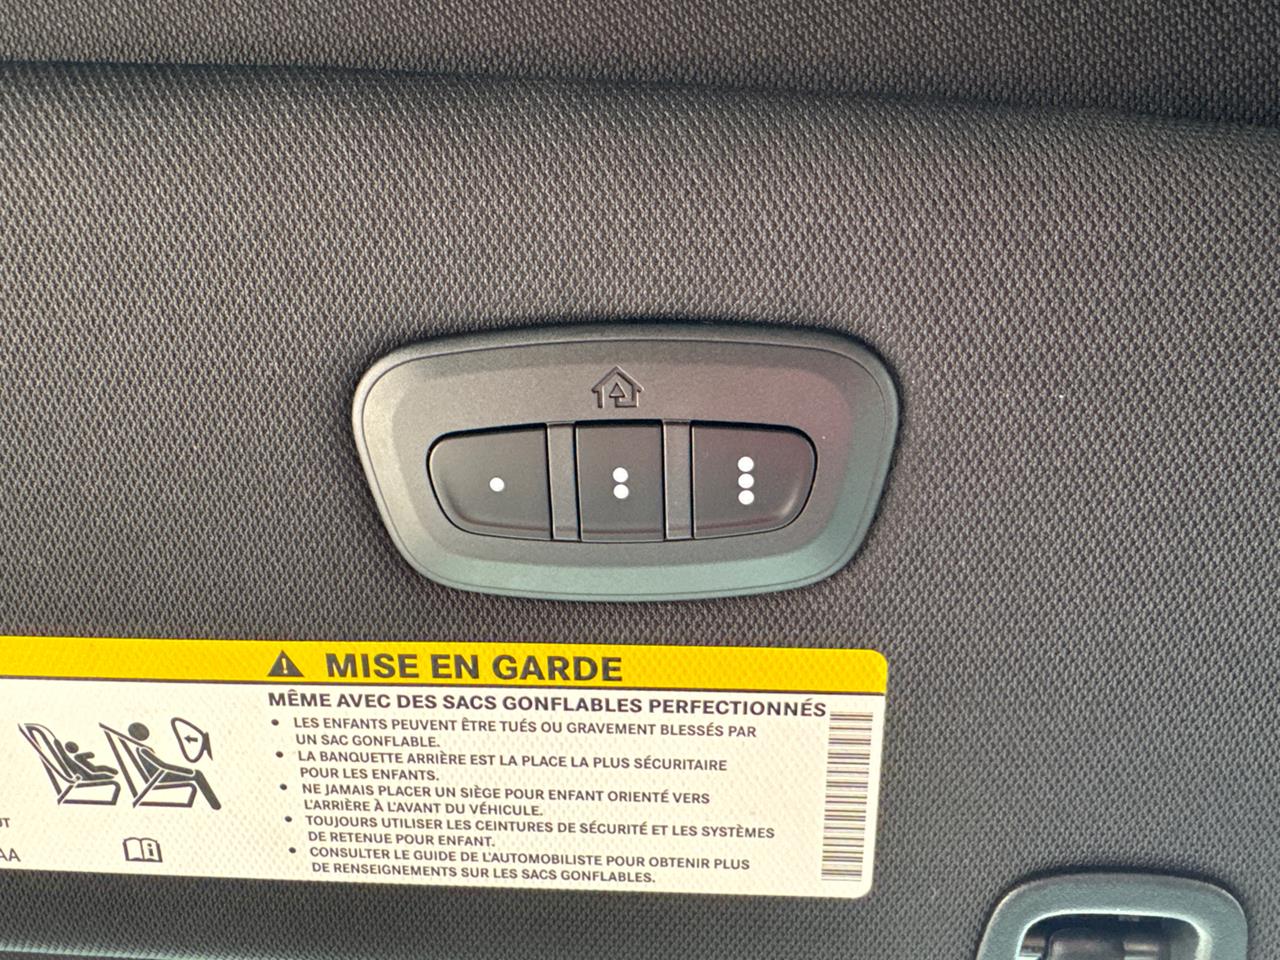 MISE EN GARDE
MÊME AVEC DES SACS GONFLABLES PERFECTIONNÉS
• LES ENFANTS PEUVENT ÊTRE TUÉS OU GRAVEMENT BLESSÉS PAR
UN SAC GONFLABLE.
• LA BANQUETTE ARRIÈRE EST LA PLACE LA PLUS SÉCURITAIRE
POUR LES ENFANTS.
• NE JAMAIS PLACER UN SIÈGE POUR ENFANT ORIENTÉ VERS
L'ARRIÈRE À L'AVANT DU VÉHICULE.
• TOUJOURS UTILISER LES CEINTURES DE SÉCURITÉ ET LES SYSTÈMES
DE RETENUE POUR ENFANT.
• CONSULTER LE GUIDE DE L'AUTOMOBILISTE POUR OBTENIR PLUS
DE RENSEIGNEMENTS SUR LES SACS GONFLABLES.